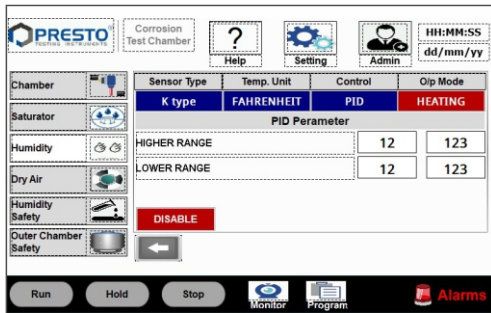 PRESTO
TESTING INSTRUMENTS
Corrosion
Test Chamber
?
Help
Setting
Admin
HH:MM:SS
dd/mm/yy
Chamber
Saturator
Humidity
Dry Air
Humidity
Safety
Outer Chamber
Safety
Sensor Type Temp. Unit Control O/p Mode
K type FAHRENHEIT PID HEATING
PID Perameter
HIGHER RANGE 12 123
LOWER RANGE 12 123
DISABLE
Run Hold Stop Monitor Program Alarms